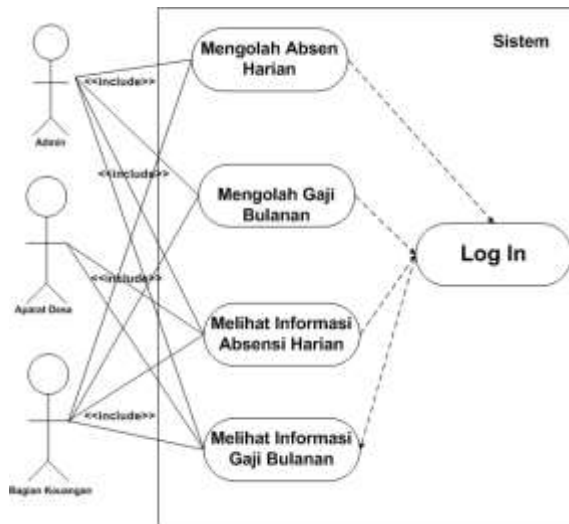 Sistem
Mengolah Absen
Harian
<<include>>
Admin
<<include>>
Mengolah Gaji
Bulanan
Log In
<<include>>
Aparat Desa
Melihat Informasi
Absensi Harian
<<include>>
Melihat Informasi
Gaji Bulanan
Bagian Keuangan